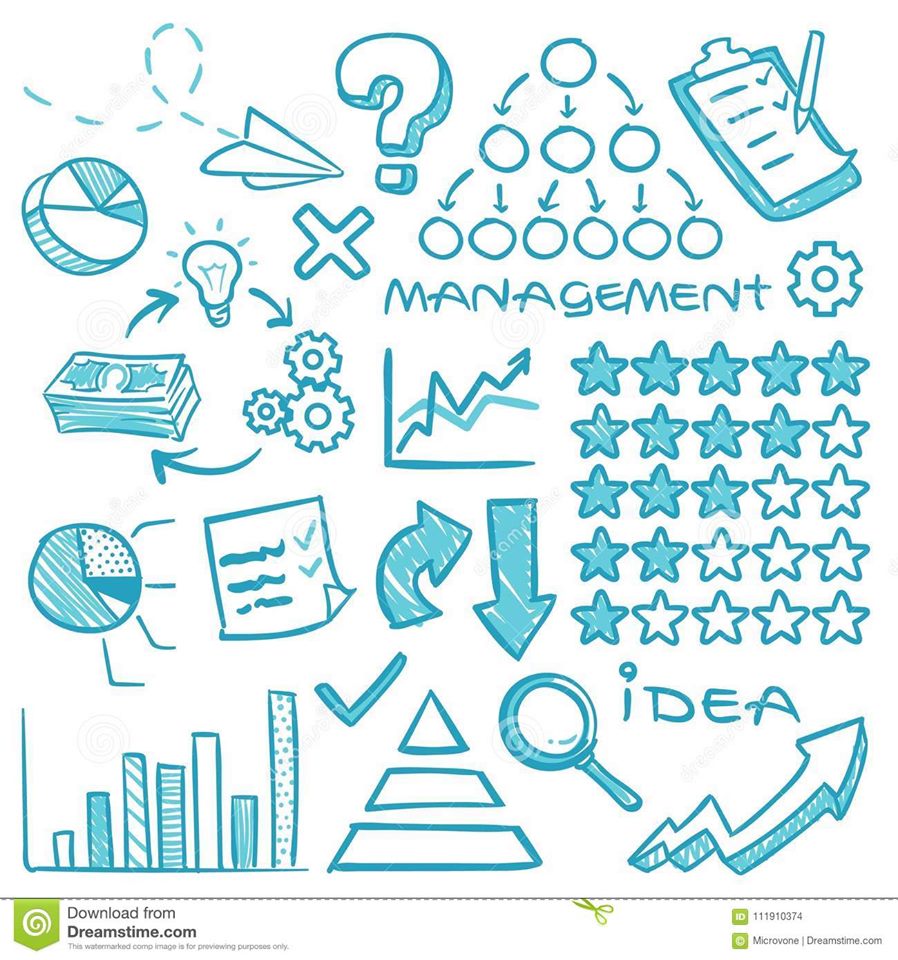 MANAGEMENT
iDEA
Download from
Dreamstime.com
This watermarked comp image is for previewing purposes only.
ID 111910374
Microvone | Dreamstime.com